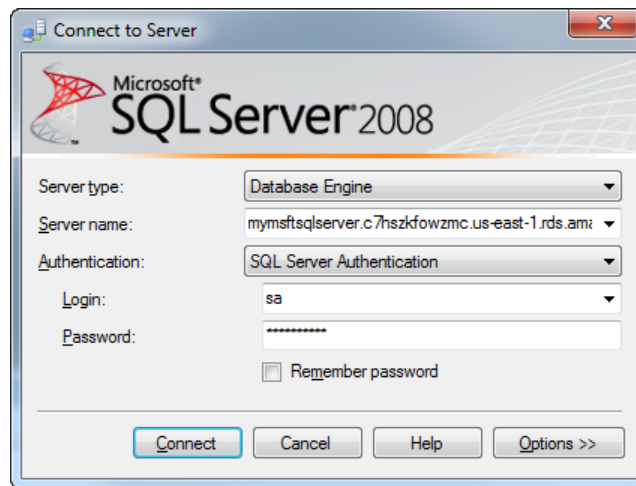 Connect to Server
Microsoft®
SQL Server® 2008
Server type: Database Engine
Server name: mymsftsqlserver.c7hszkfowzmc.us-east-1.rds.ama
Authentication: SQL Server Authentication
Login: sa
Password: **********
Remember password
Connect Cancel Help Options >>